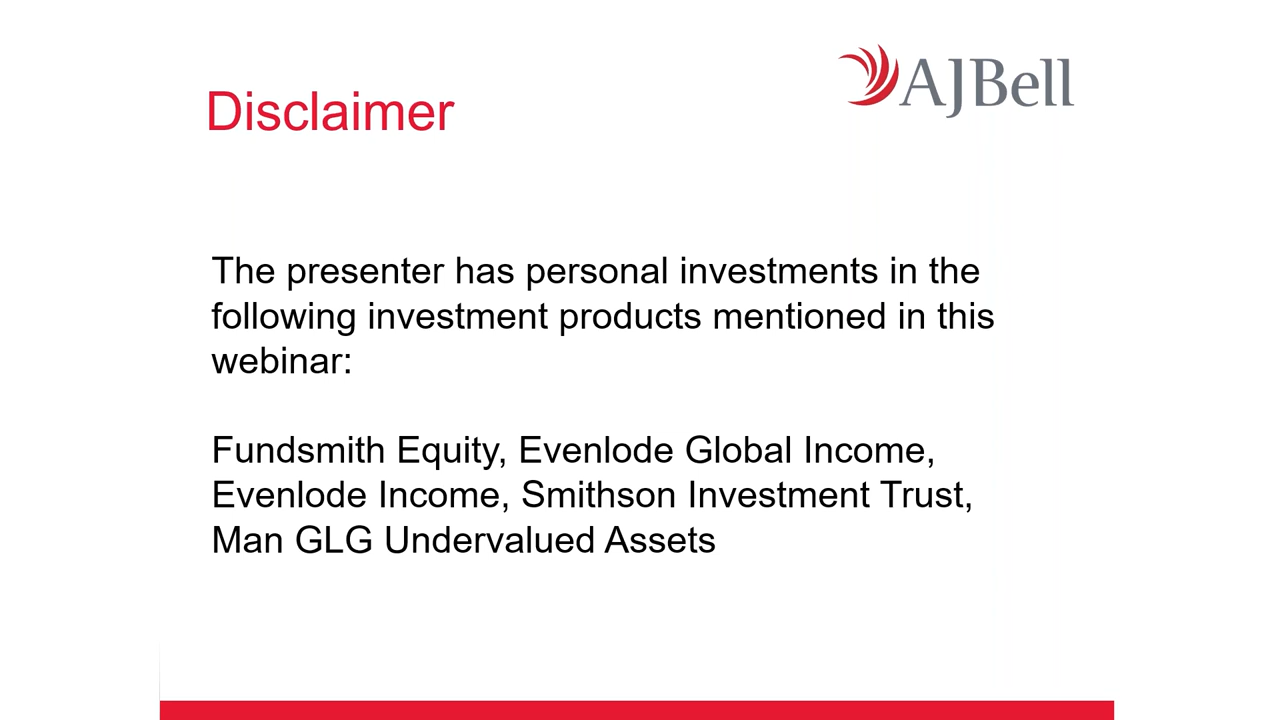 AJBell
Disclaimer
The presenter has personal investments in the
following investment products mentioned in this
webinar:
Fundsmith Equity, Evenlode Global Income,
Evenlode Income, Smithson Investment Trust,
Man GLG Undervalued Assets